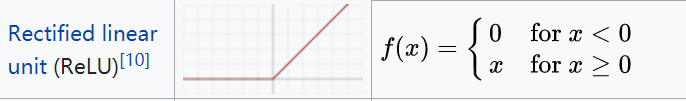 Rectified linear
unit (ReLU)[10]
f(x) = { 0 for x < 0
x for x ≥ 0